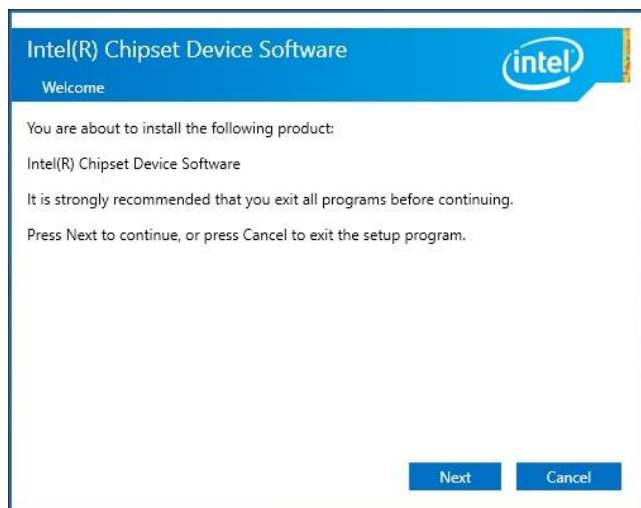 Intel(R) Chipset Device Software
intel
Welcome
You are about to install the following product:
Intel(R) Chipset Device Software
It is strongly recommended that you exit all programs before continuing.
Press Next to continue, or press Cancel to exit the setup program.
Next
Cancel